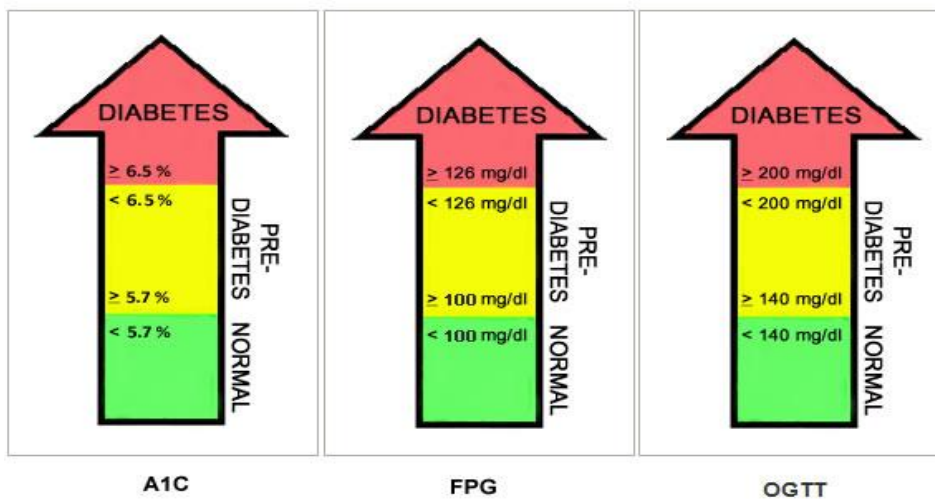 DIABETES
≥ 6.5 %
< 6.5 %
≥ 5.7 %
< 5.7 %
PRE-
DIABETES
NORMAL
A1C
DIABETES
≥ 126 mg/dl
< 126 mg/dl
≥ 100 mg/dl
< 100 mg/dl
PRE-
DIABETES
NORMAL
FPG
DIABETES
≥ 200 mg/dl
< 200 mg/dl
≥ 140 mg/dl
< 140 mg/dl
PRE-
DIABETES
NORMAL
OGTT